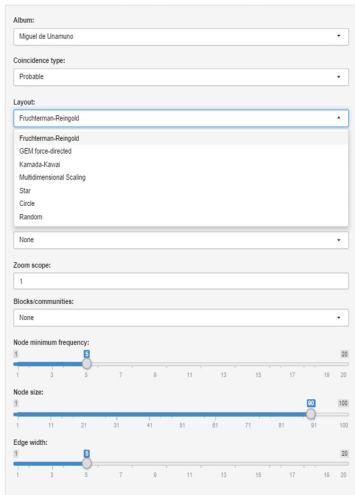 Album:
Miguel de Unamuno
Coincidence type:
Probable
Layout:
Fruchterman-Reingold
Fruchterman-Reingold
GEM force-directed
Kamada-Kawai
Multidimensional Scaling
Star
Circle
Random
None
Zoom scope:
1
Blocks/communities:
None
Node minimum frequency:
1 5 20
1 3 5 7 9 11 13 15 17 19 20
Node size:
1 90 100
1 11 21 31 41 51 61 71 81 91 100
Edge width:
1 5 20
1 3 5 7 9 11 13 15 17 19 20